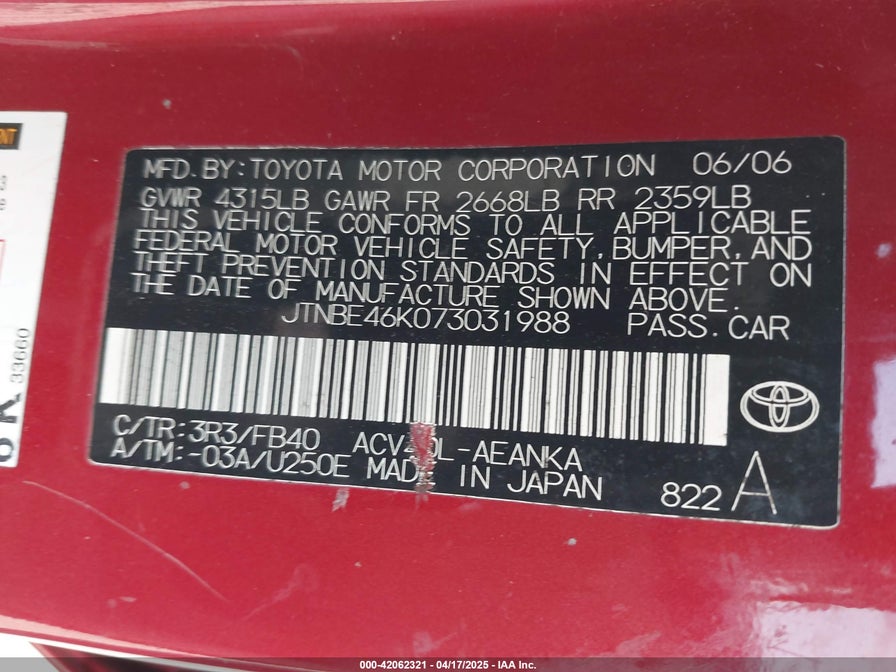 MFD.BY:TOYOTA MOTOR CORPORATION 06/06
GVWR 4315LB GAWR FR 2668LB RR 2359LB
THIS VEHICLE CONFORMS TO ALL APPLICABLE
FEDERAL MOTOR VEHICLE SAFETY,BUMPER,AND
THEFT PREVENTION STANDARDS IN EFFECT ON
THE DATE OF MANUFACTURE SHOWN ABOVE.
JTNBE46K073031988 PASS.CAR
C/TR:3R3/FB40 ACV40L-AEANKA
A/TM:-03A/U250E MADE IN JAPAN
822 A
33660
000-42062321 - 04/17/2025 - IAA Inc.